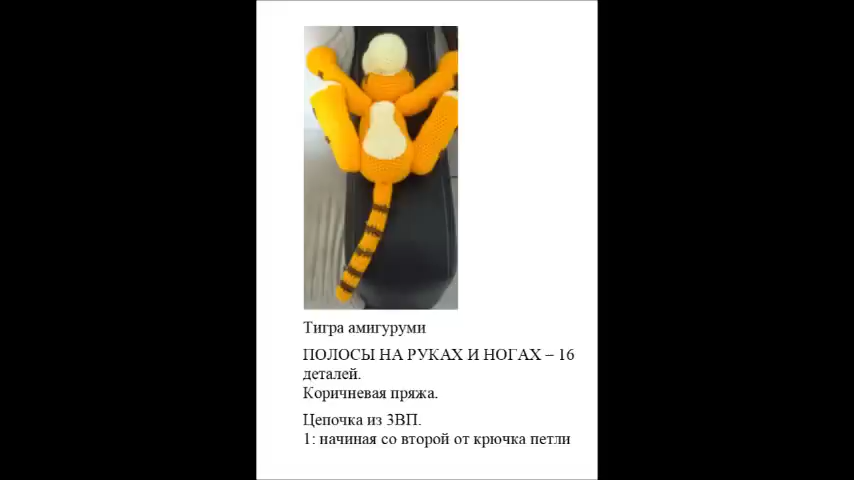 Тигра амигуруми
ПОЛОСЫ НА РУКАХ И НОГАХ – 16
деталей.
Коричневая пряжа.
Цепочка из 3ВП.
1: начиная со второй от крючка петли